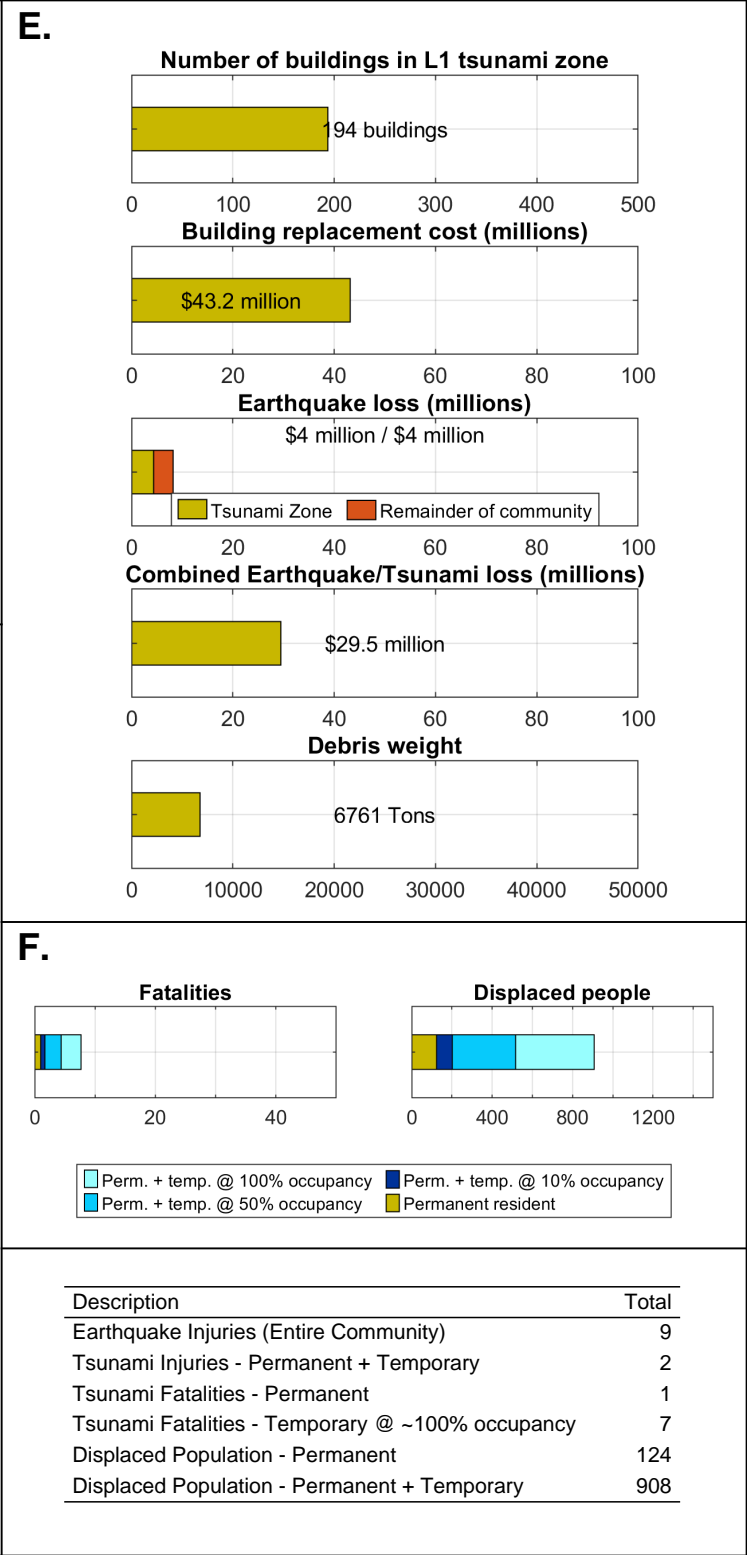 E.
Number of buildings in L1 tsunami zone
194 buildings
0 100 200 300 400 500
Building replacement cost (millions)
$43.2 million
0 20 40 60 80 100
Earthquake loss (millions)
$4 million / $4 million
Tsunami Zone Remainder of community
0 20 40 60 80 100
Combined Earthquake/Tsunami loss (millions)
$29.5 million
0 20 40 60 80 100
Debris weight
6761 Tons
0 10000 20000 30000 40000 50000
F.
Fatalities Displaced people
0 20 40 0 400 800 1200
Perm. + temp. @ 100% occupancy Perm. + temp. @ 10% occupancy
Perm. + temp. @ 50% occupancy Permanent resident
Description Total
Earthquake Injuries (Entire Community) 9
Tsunami Injuries - Permanent + Temporary 2
Tsunami Fatalities - Permanent 1
Tsunami Fatalities - Temporary @ ~100% occupancy 7
Displaced Population - Permanent 124
Displaced Population - Permanent + Temporary 908